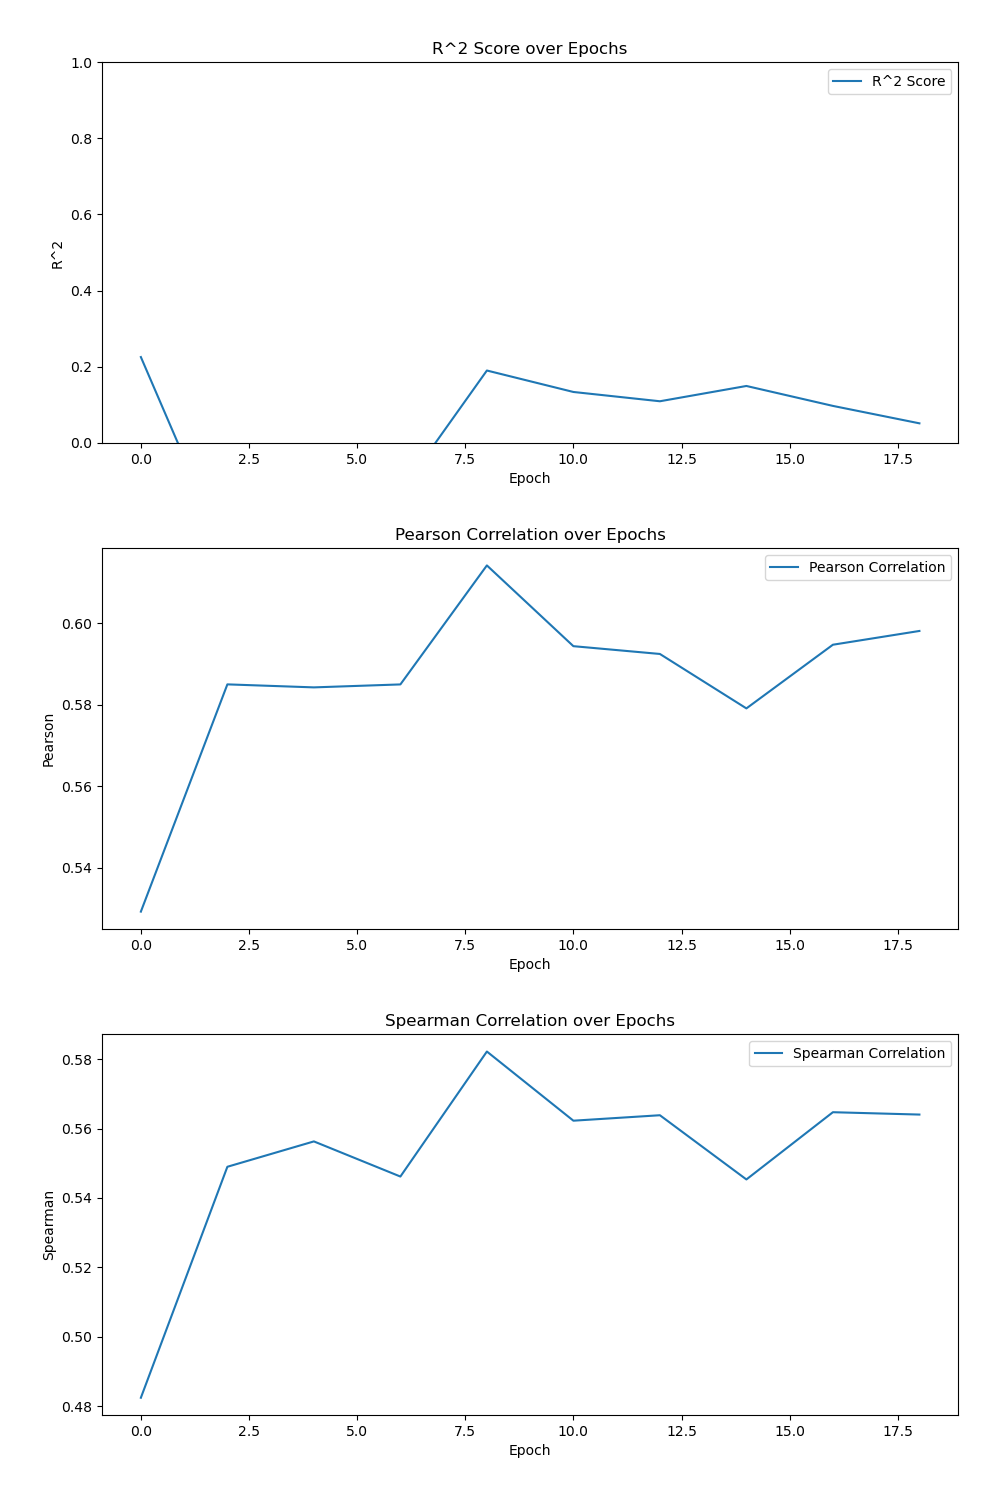 R^2 Score over Epochs
R^2 Score
1.0
0.8
0.6
0.4
0.2
0.0
R^2
0.0 2.5 5.0 7.5 10.0 12.5 15.0 17.5
Epoch
Pearson Correlation over Epochs
Pearson Correlation
0.60
0.58
0.56
0.54
Pearson
0.0 2.5 5.0 7.5 10.0 12.5 15.0 17.5
Epoch
Spearman Correlation over Epochs
Spearman Correlation
0.58
0.56
0.54
0.52
0.50
0.48
Spearman
0.0 2.5 5.0 7.5 10.0 12.5 15.0 17.5
Epoch